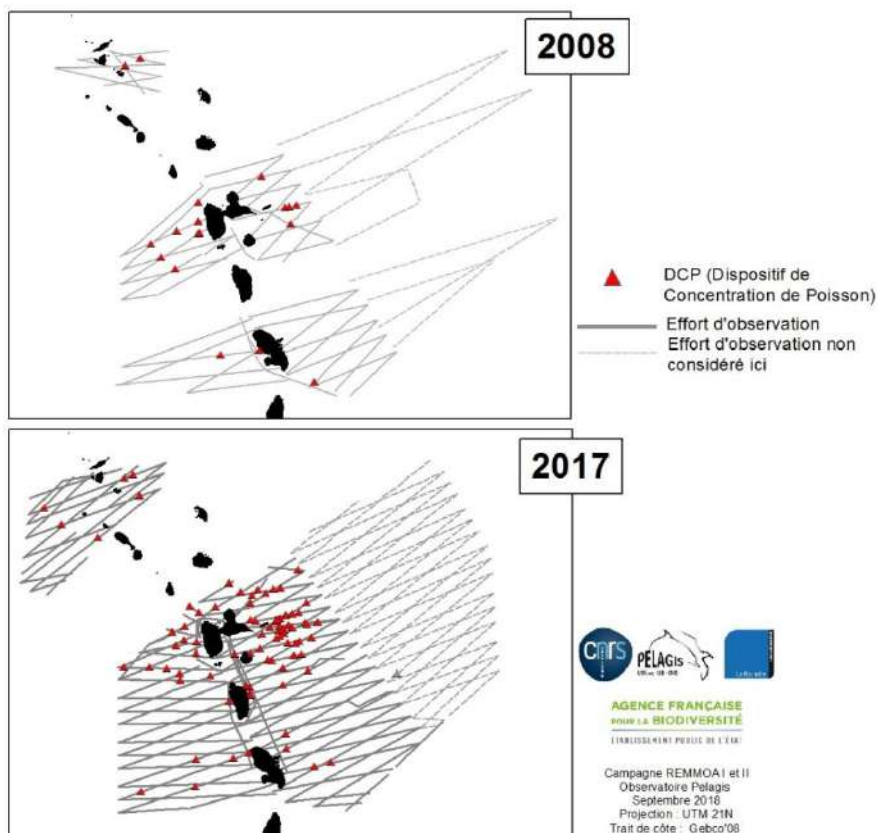 2008
DCP (Dispositif de
Concentration de Poisson)
Effort d'observation
Effort d'observation non
considéré ici
2017
cnrs
PELAGIS
AGENCE FRANÇAISE
POUR LA BIODIVERSITÉ
ÉTABLISSEMENT PUBLIC DE L'ÉTAT
Campagne REMMOA I et II
Observatoire Pelagis
Septembre 2018
Projection : UTM 21N
Trait de côte : Gebco'08